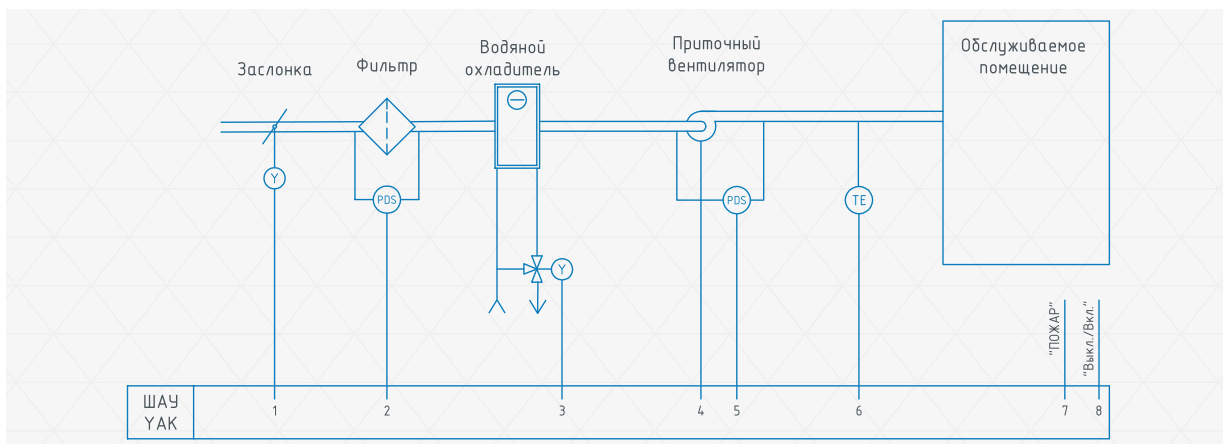 Заслонка
Фильтр
Водяной
охладитель
Приточный
вентилятор
Обслуживаемое
помещение
Y
PDS
PDS
TE
Y
"ПОЖАР"
"Выкл./Вкл."
ШАУ
YAK
1
2
3
4
5
6
7
8